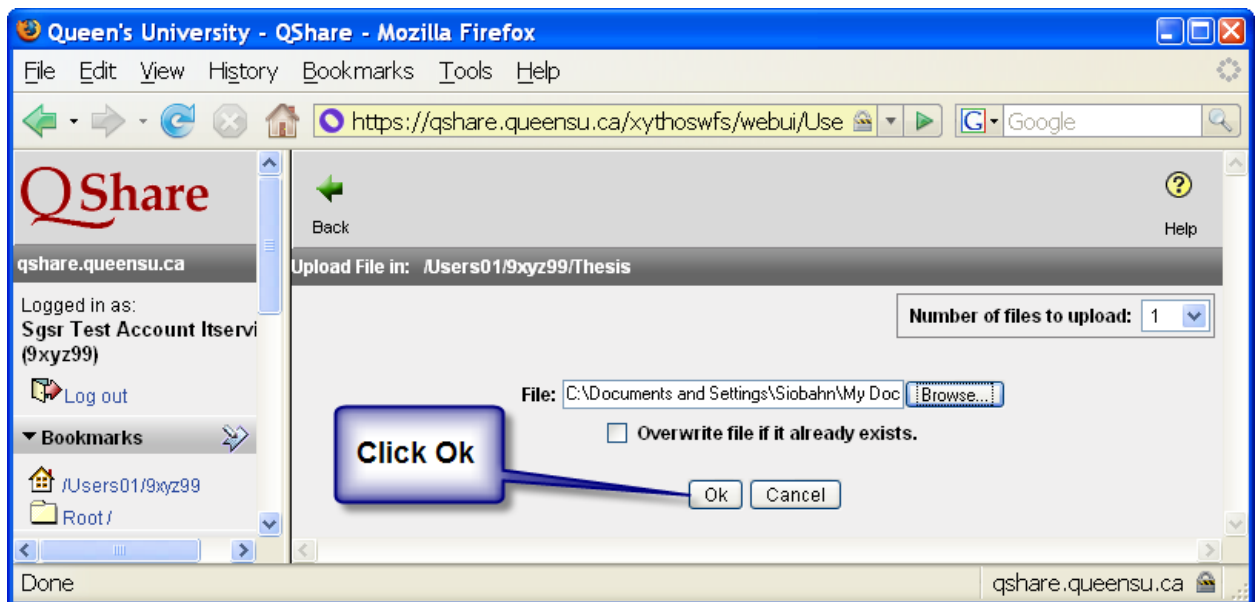 Queen's University - QShare - Mozilla Firefox
File Edit View History Bookmarks Tools Help
https://qshare.queensu.ca/xythoswfs/webui/Use
G Google
QShare
Back
Help
qshare.queensu.ca
Upload File in: /Users01/9xyz99/Thesis
Logged in as:
Sgsr Test Account Itservi
(9xyz99)
Number of files to upload: 1
Log out
File: C:\Documents and Settings\Siobahn\My Doc Browse...
Overwrite file if it already exists.
Bookmarks
Click Ok
/Users01/9xyz99
Ok Cancel
Root /
Done
qshare.queensu.ca